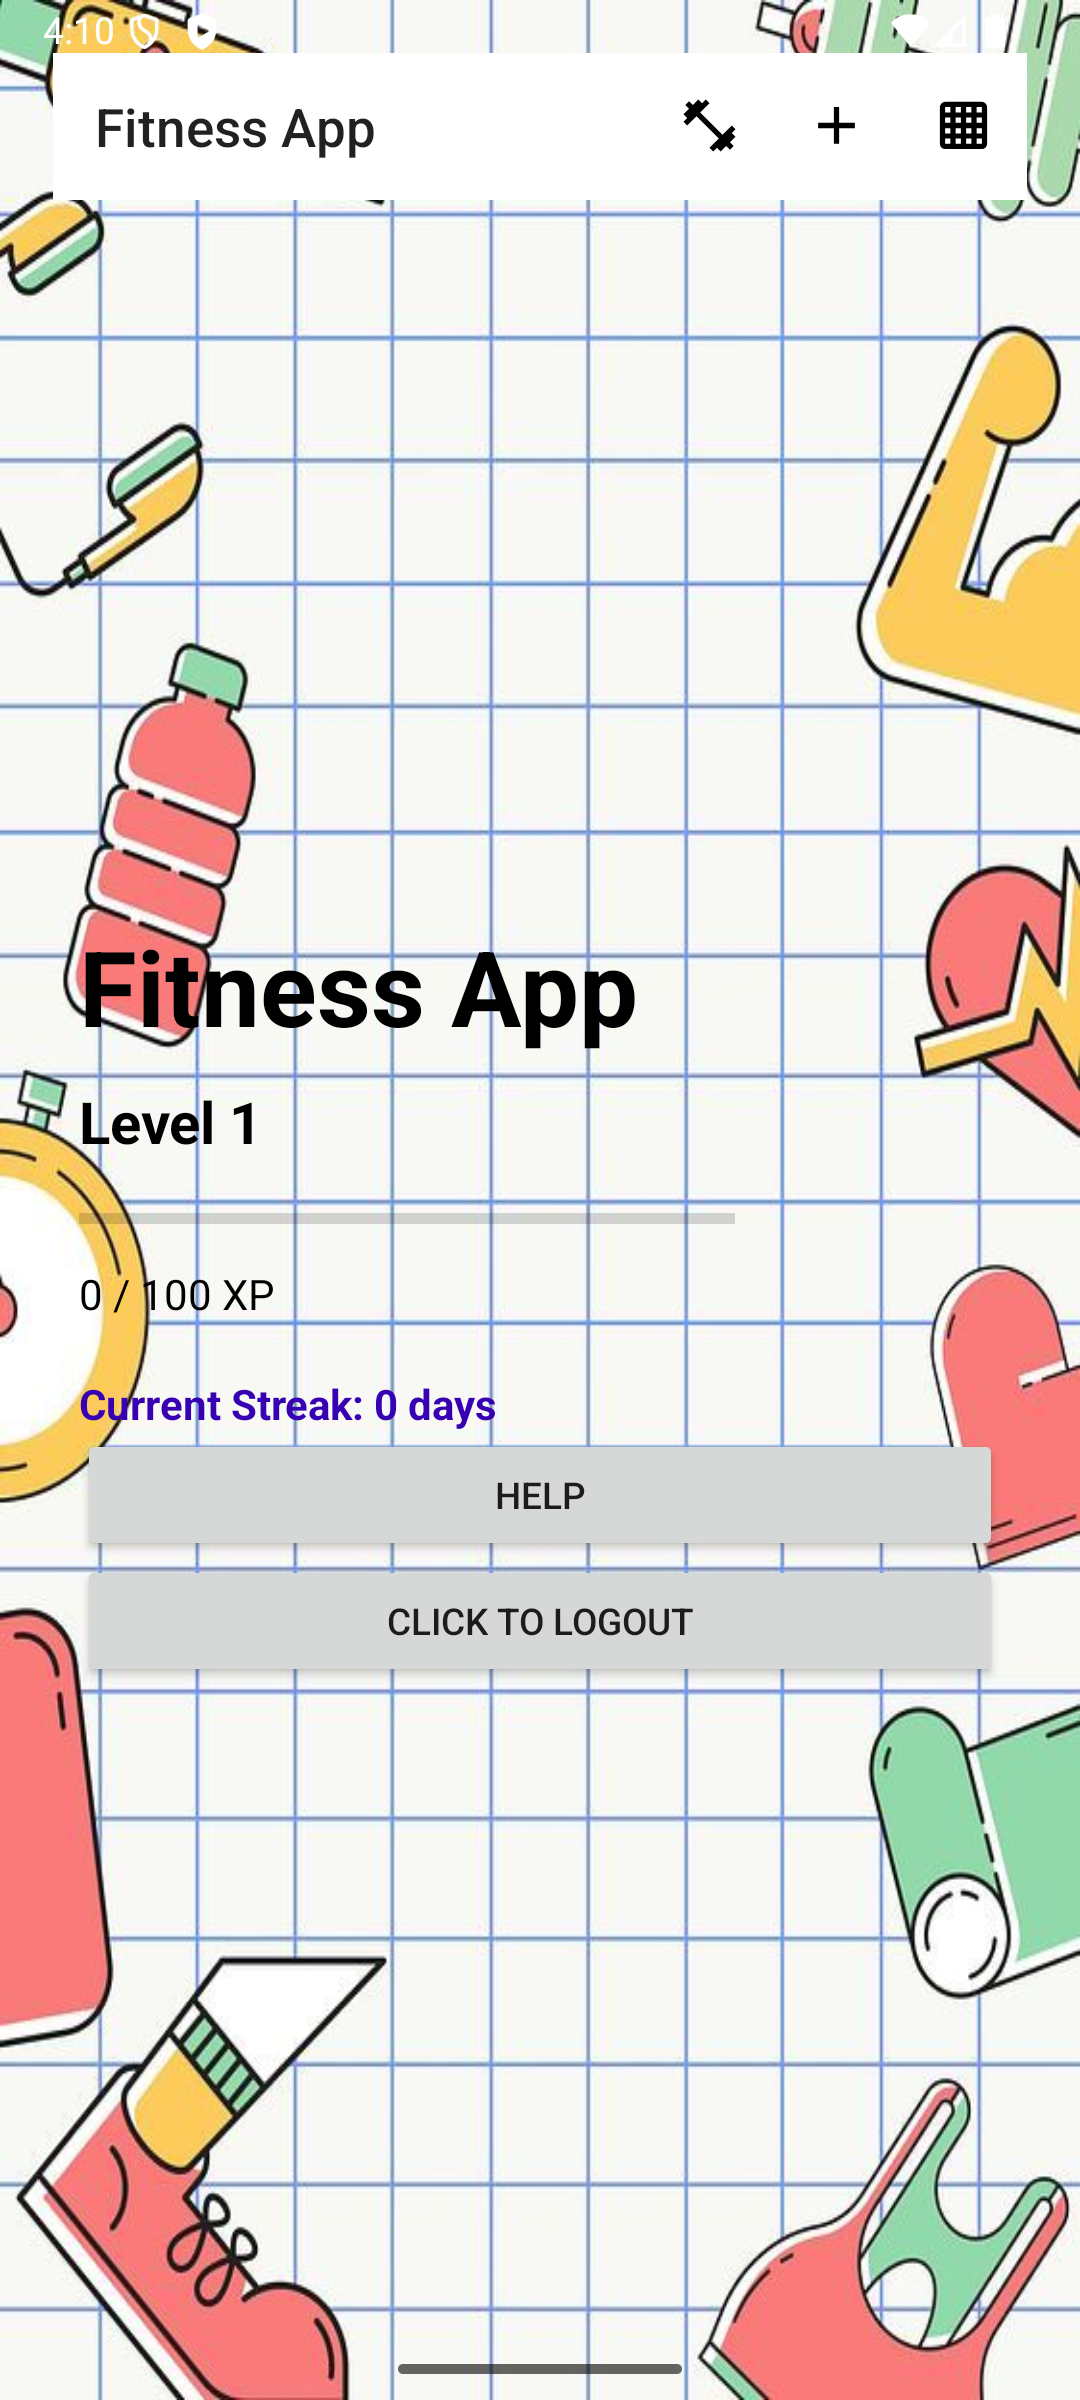 4:10
Fitness App
Fitness App
Level 1
0 / 100 XP
Current Streak: 0 days
HELP
CLICK TO LOGOUT